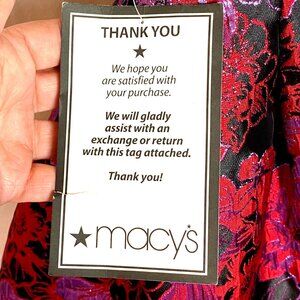 THANK YOU
★
We hope you
are satisfied with
your purchase.
We will gladly
assist with an
exchange or return
with this tag attached.
Thank you!
★macy's